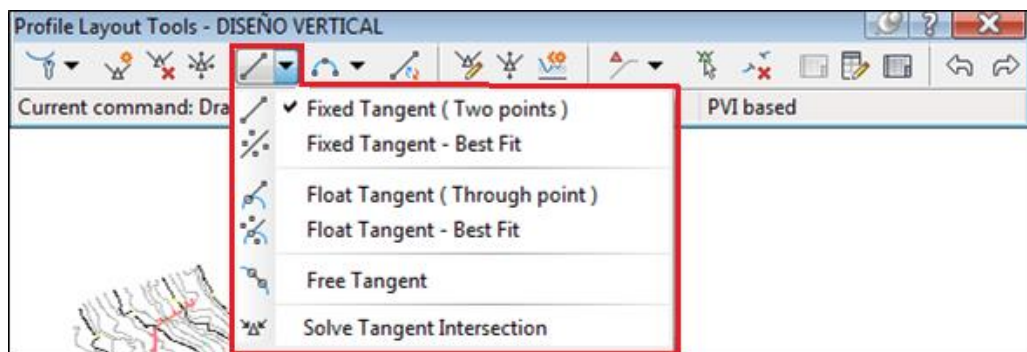 Profile Layout Tools - DISEÑO VERTICAL
Current command: Dra
PVI based
Fixed Tangent ( Two points )
Fixed Tangent - Best Fit
Float Tangent ( Through point )
Float Tangent - Best Fit
Free Tangent
Solve Tangent Intersection